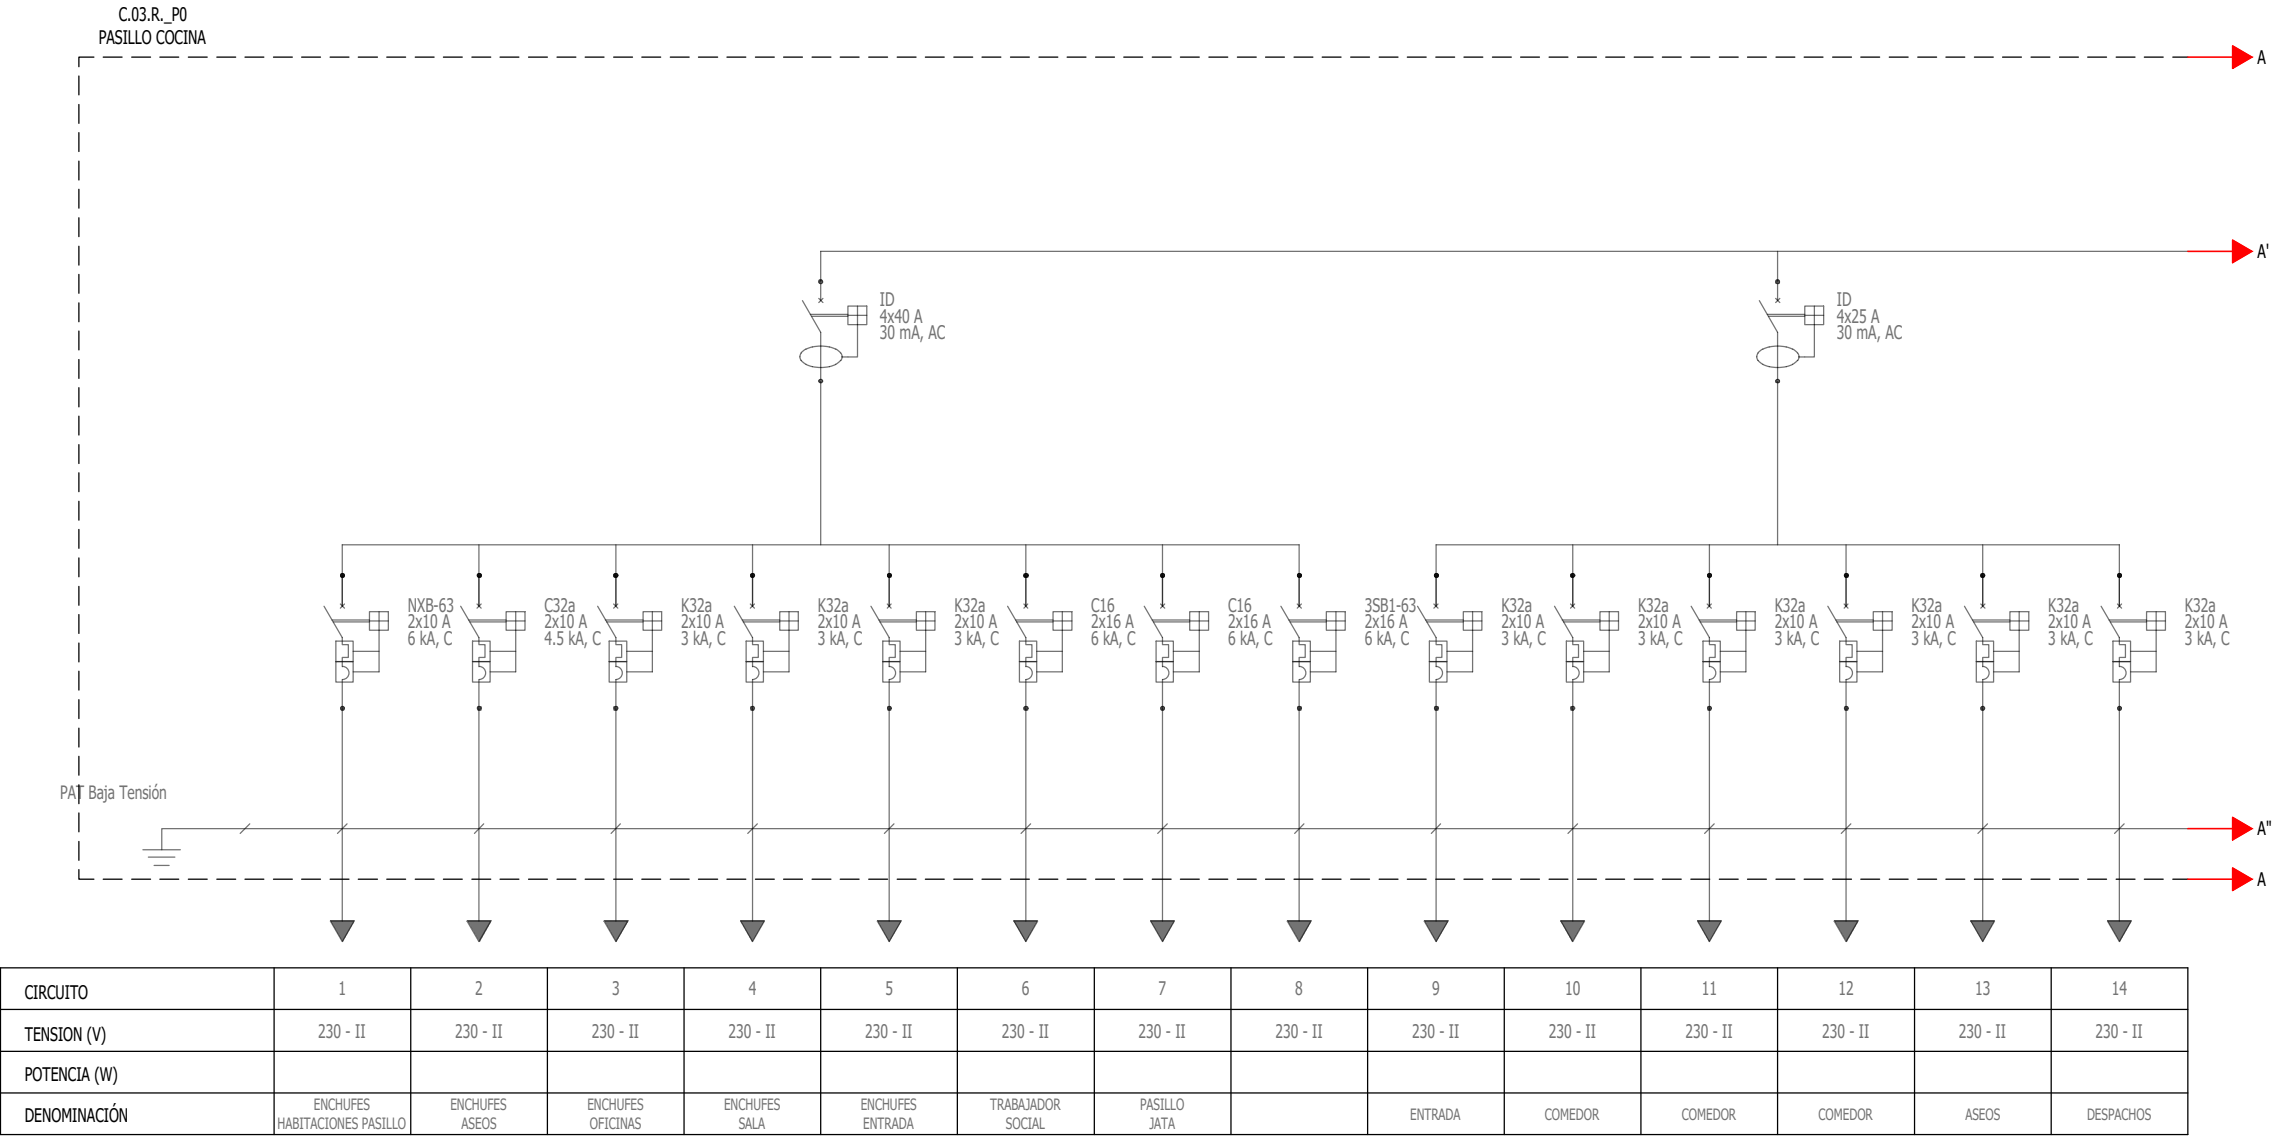 C.03.R._P0
PASILLO COCINA
A
A'
ID
4x40 A
30 mA, AC
ID
4x25 A
30 mA, AC
NXB-63
2x10 A
6 kA, C
C32a
2x10 A
4.5 kA, C
K32a
2x10 A
3 kA, C
K32a
2x10 A
3 kA, C
K32a
2x10 A
3 kA, C
C16
2x16 A
6 kA, C
C16
2x16 A
6 kA, C
3SB1-63
2x16 A
6 kA, C
K32a
2x10 A
3 kA, C
K32a
2x10 A
3 kA, C
K32a
2x10 A
3 kA, C
K32a
2x10 A
3 kA, C
K32a
2x10 A
3 kA, C
K32a
2x10 A
3 kA, C
PAT Baja Tensión
A"
A
CIRCUITO 1 2 3 4 5 6 7 8 9 10 11 12 13 14
TENSION (V) 230 - II 230 - II 230 - II 230 - II 230 - II 230 - II 230 - II 230 - II 230 - II 230 - II 230 - II 230 - II 230 - II 230 - II
POTENCIA (W)
DENOMINACIÓN
ENCHUFES
HABITACIONES PASILLO
ENCHUFES
ASEOS
ENCHUFES
OFICINAS
ENCHUFES
SALA
ENCHUFES
ENTRADA
TRABAJADOR
SOCIAL
PASILLO
JATA
ENTRADA
COMEDOR
COMEDOR
COMEDOR
ASEOS
DESPACHOS